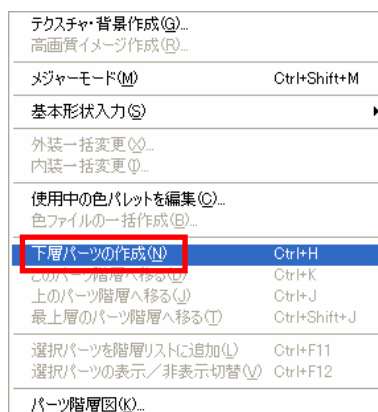 テクスチャ・背景作成(G)...
高画質イメージ作成(R)...
メジャーモード(M) Ctrl+Shift+M
基本形状入力(S)
外装一括変更(X)...
内装一括変更(I)...
使用中の色パレットを編集(C)...
色ファイルの一括作成(B)...
下層パーツの作成(N) Ctrl+H
このパーツ階層へ移る(D) Ctrl+K
上のパーツ階層へ移る(J) Ctrl+J
最上層のパーツ階層へ移る(T) Ctrl+Shift+J
選択パーツを階層リストに追加(L) Ctrl+F11
選択パーツの表示／非表示切替(V) Ctrl+F12
パーツ階層図(K)...